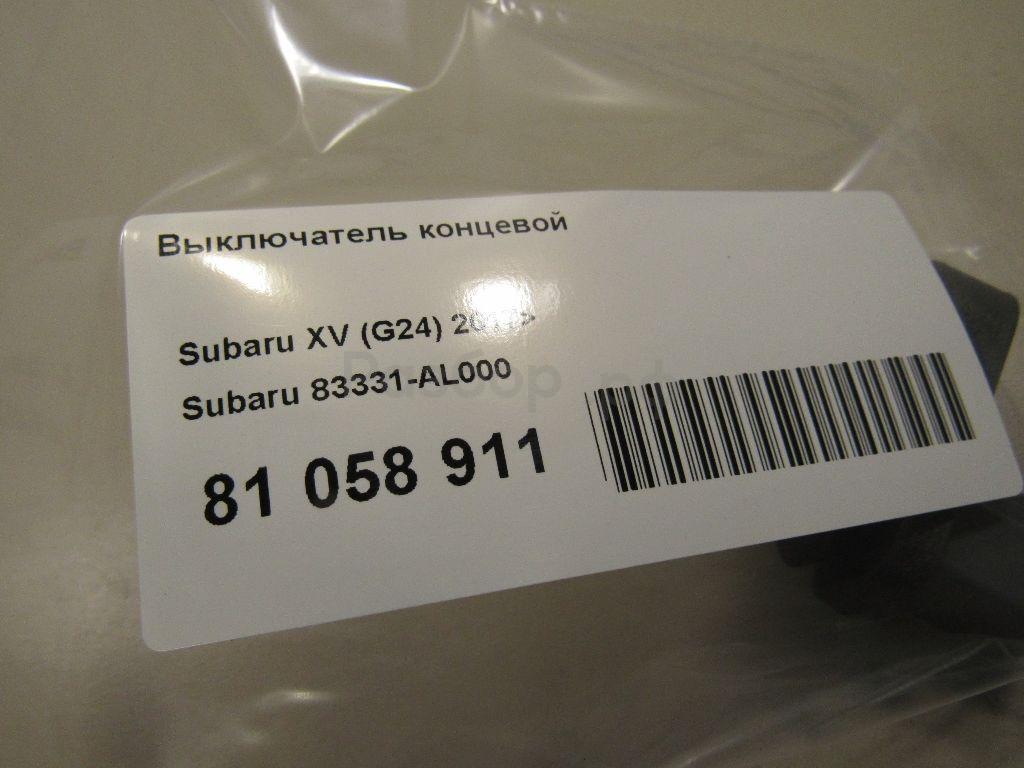 Выключатель концевой
Subaru XV (G24)
Subaru 83331-AL000
81 058 911